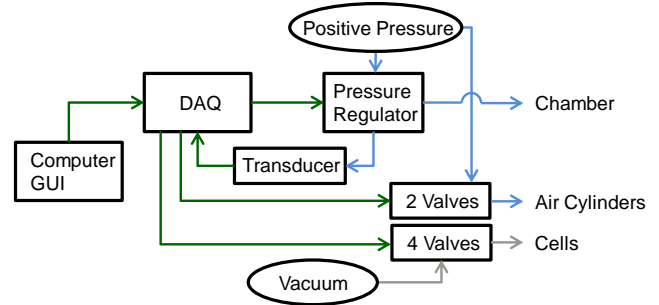 Positive Pressure
DAQ
Pressure
Regulator
Chamber
Computer
GUI
Transducer
2 Valves
Air Cylinders
4 Valves
Cells
Vacuum